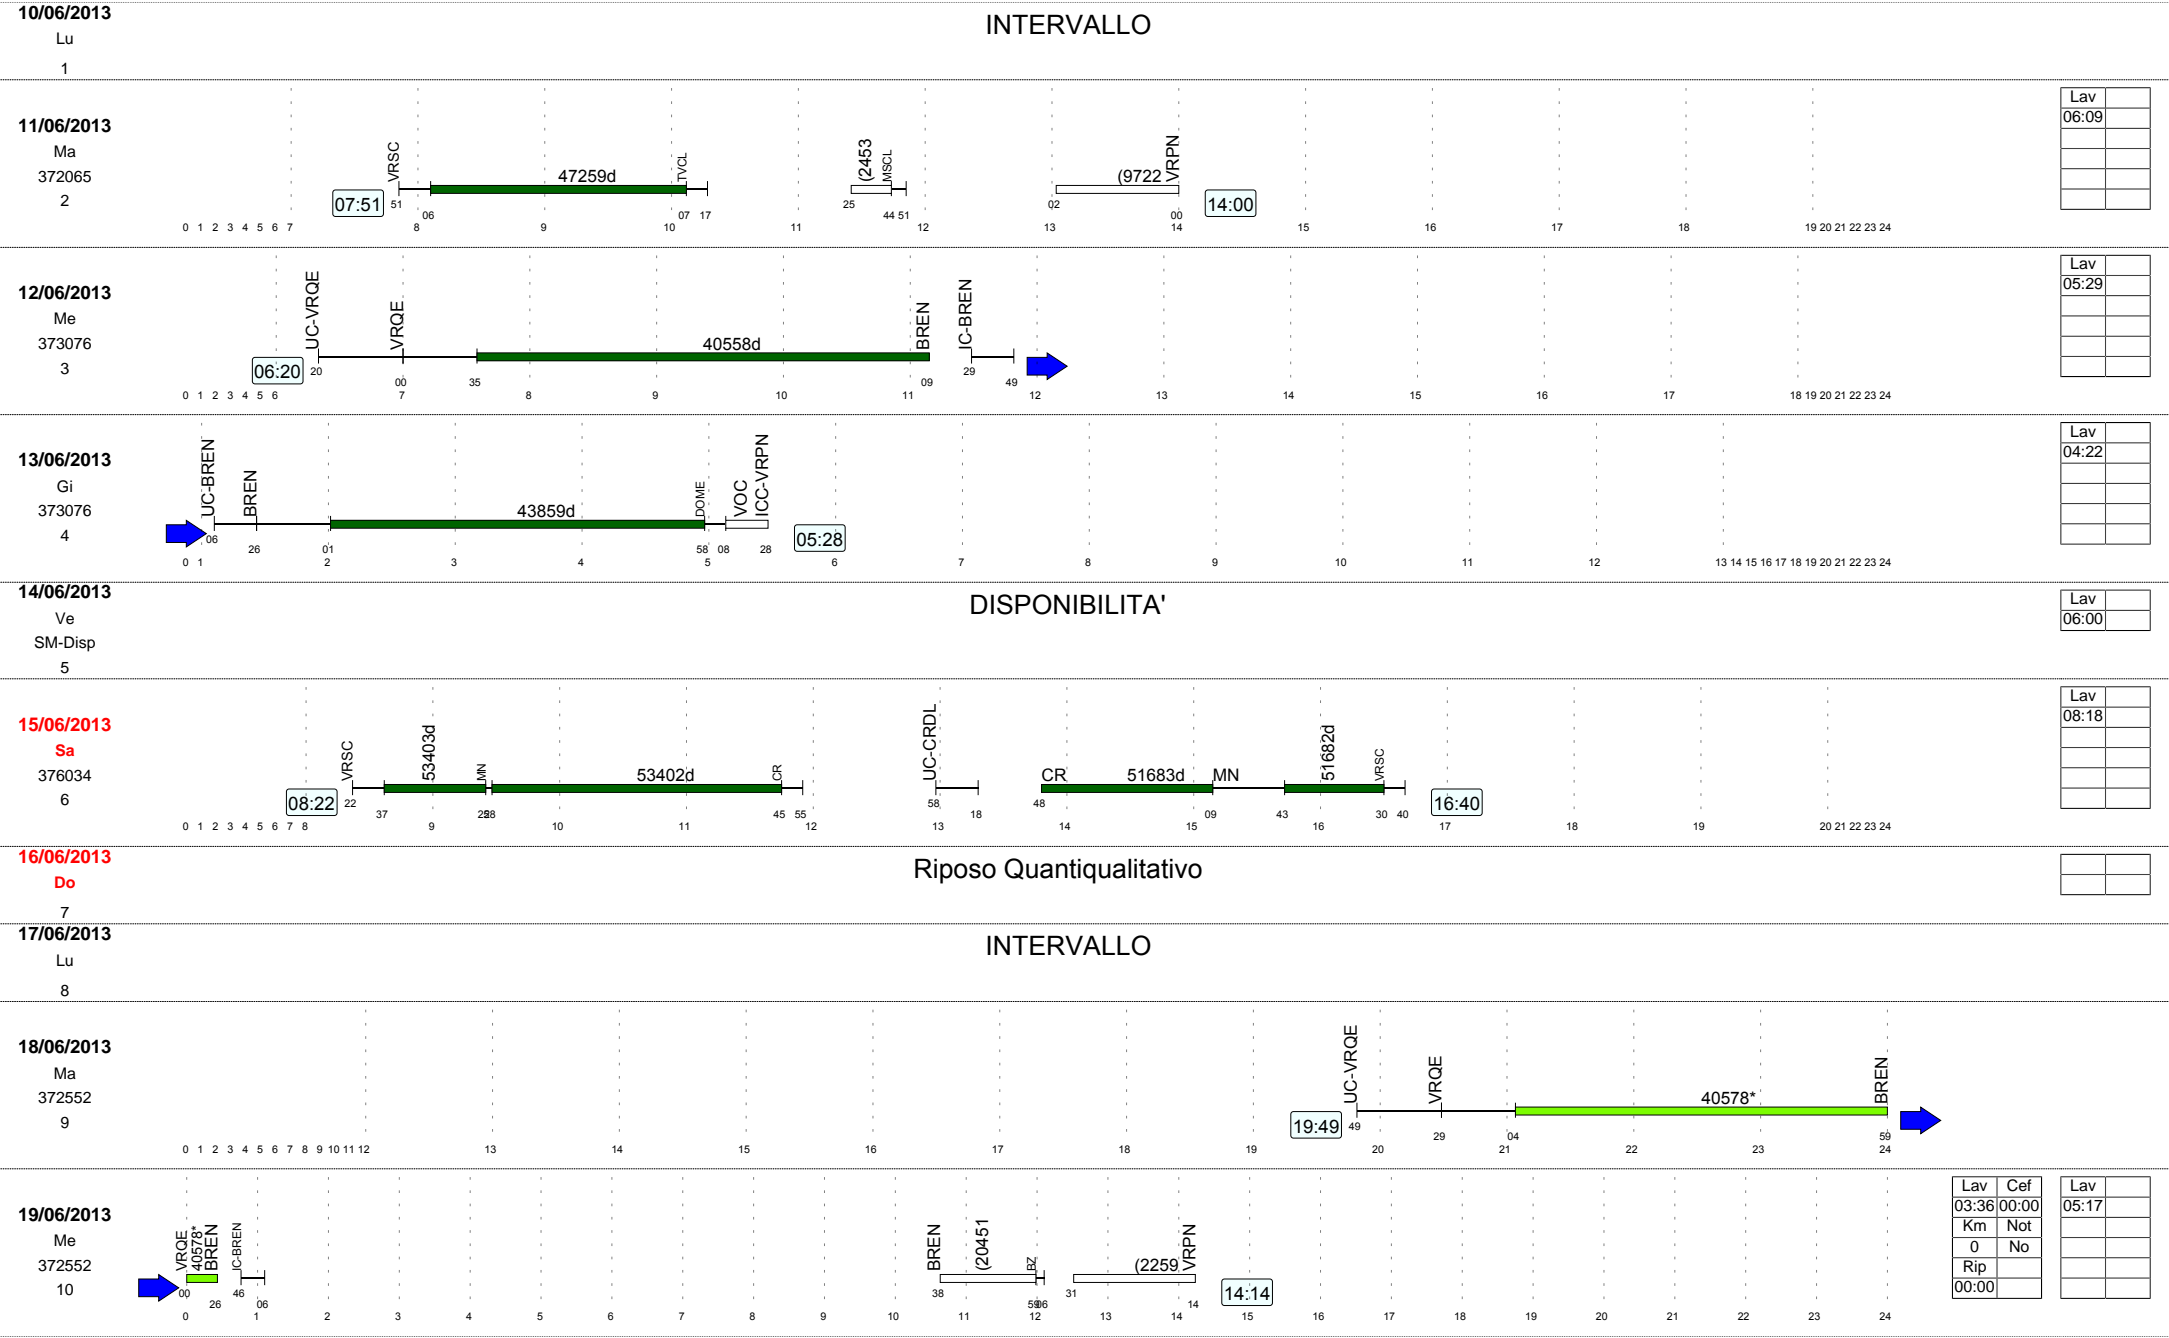 10/06/2013
Lu
1
INTERVALLO
11/06/2013
Ma
372065
2
07:51
VRSC
47259d
TVCL
(2453
MSCL
(9722
VRPN
14:00
51 06 07 17 25 44 51 02 00
0 1 2 3 4 5 6 7 8 9 10 11 12 13 14 15 16 17 18 19 20 21 22 23 24
Lav
06:09
12/06/2013
Me
373076
3
06:20
UC-VRQE
VRQE
40558d
BREN
IC-BREN
20 00 35 09 29 49
0 1 2 3 4 5 6 7 8 9 10 11 12 13 14 15 16 17 18 19 20 21 22 23 24
Lav
05:29
13/06/2013
Gi
373076
4
UC-BREN
BREN
43859d
DOME
VOC
ICC-VRPN
05:28
06 26 01 58 08 28
0 1 2 3 4 5 6 7 8 9 10 11 12 13 14 15 16 17 18 19 20 21 22 23 24
Lav
04:22
14/06/2013
Ve
SM-Disp
5
DISPONIBILITA'
Lav
06:00
15/06/2013
Sa
376034
6
08:22
VRSC
53403d
MN
53402d
CR
UC-CRDL
CR
51683d
MN
51682d
VRSC
16:40
22 37 25 28 45 55 58 18 48 09 43 30 40
0 1 2 3 4 5 6 7 8 9 10 11 12 13 14 15 16 17 18 19 20 21 22 23 24
Lav
08:18
16/06/2013
Do
7
Riposo Quantiqualitativo
17/06/2013
Lu
8
INTERVALLO
18/06/2013
Ma
372552
9
19:49
UC-VRQE
VRQE
40578*
BREN
49 29 04 59
0 1 2 3 4 5 6 7 8 9 10 11 12 13 14 15 16 17 18 19 20 21 22 23 24
19/06/2013
Me
372552
10
VRQE
40578*
BREN
IC-BREN
BREN
(20451
BZ
(2259
VRPN
14:14
00 26 46 06 38 59 06 31 14
0 1 2 3 4 5 6 7 8 9 10 11 12 13 14 15 16 17 18 19 20 21 22 23 24
Lav Cef
03:36 00:00
Km Not
0 No
Rip
00:00
Lav
05:17